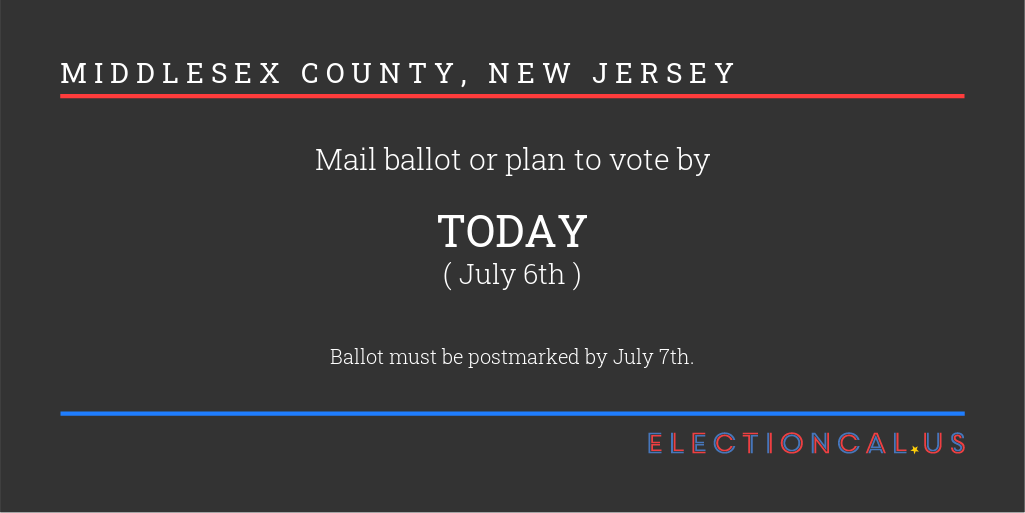 MIDDLESEX COUNTY, NEW JERSEY
Mail ballot or plan to vote by
TODAY
( July 6th )
Ballot must be postmarked by July 7th.
ELECTIONCAL.US